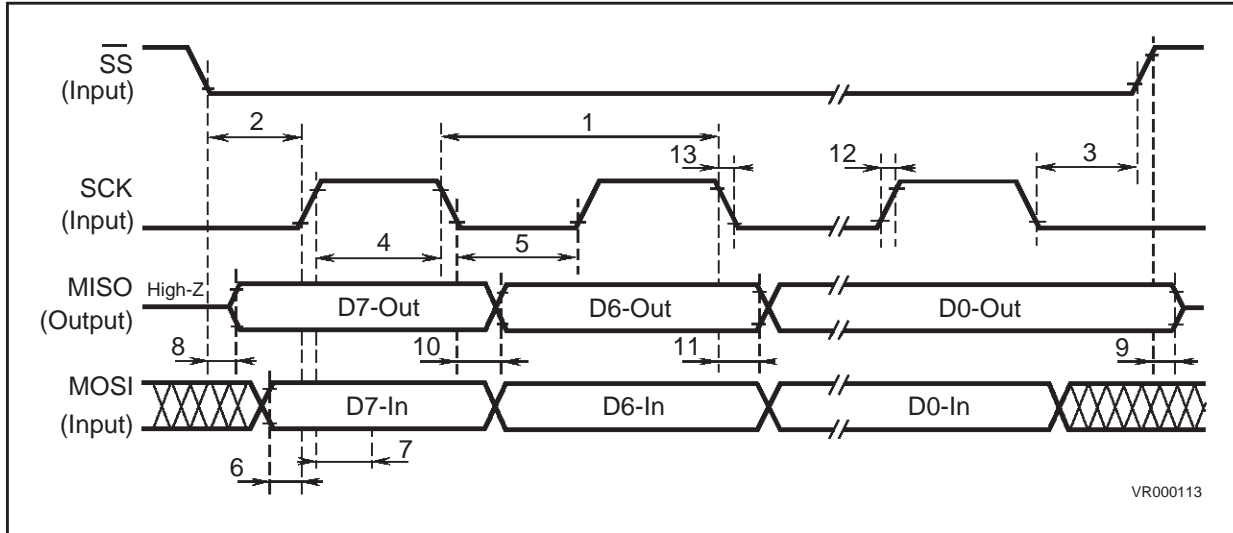 SS
(Input)
2
1
13
12
3
SCK
(Input)
4
5
MISO
(Output)
High-Z
D7-Out
D6-Out
D0-Out
8
10
11
9
MOSI
(Input)
D7-In
D6-In
D0-In
6
7
VR000113